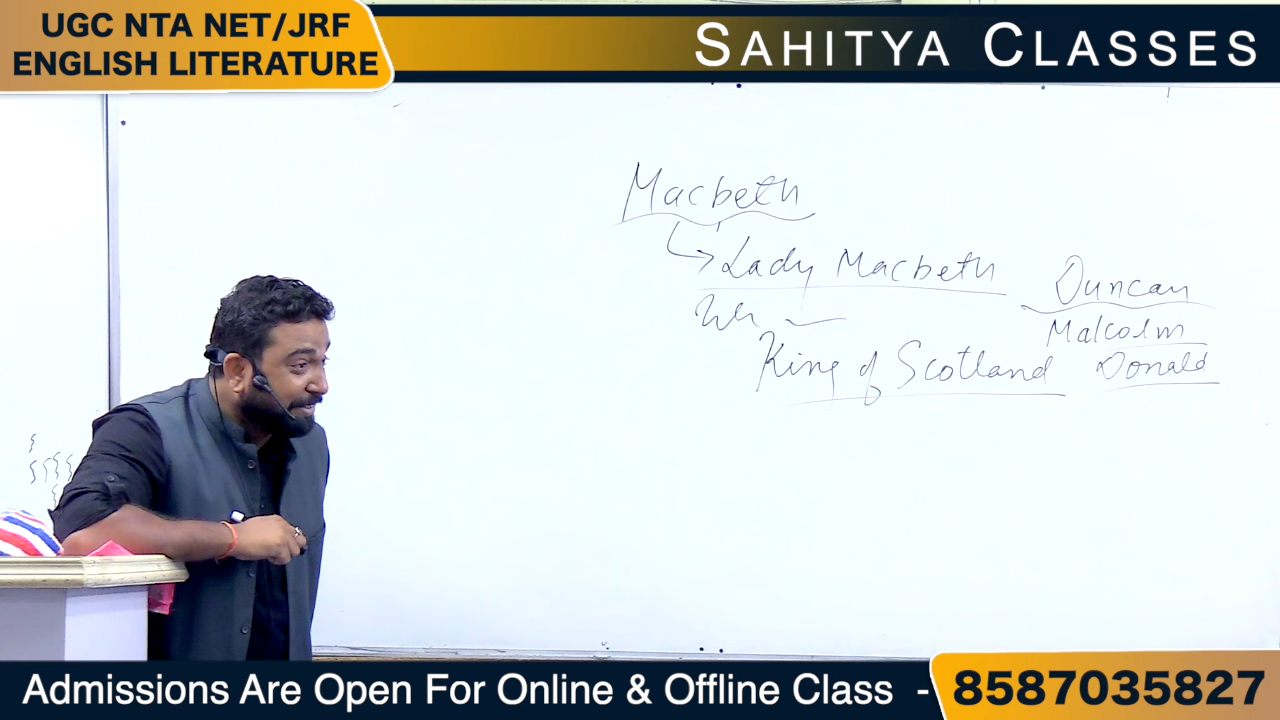 UGC NTA NET/JRF
ENGLISH LITERATURE
SAHITYA CLASSES
Macbeth
Lady Macbeth
Duncan
Malcolm
King of Scotland
Donald
Admissions Are Open For Online & Offline Class - 8587035827